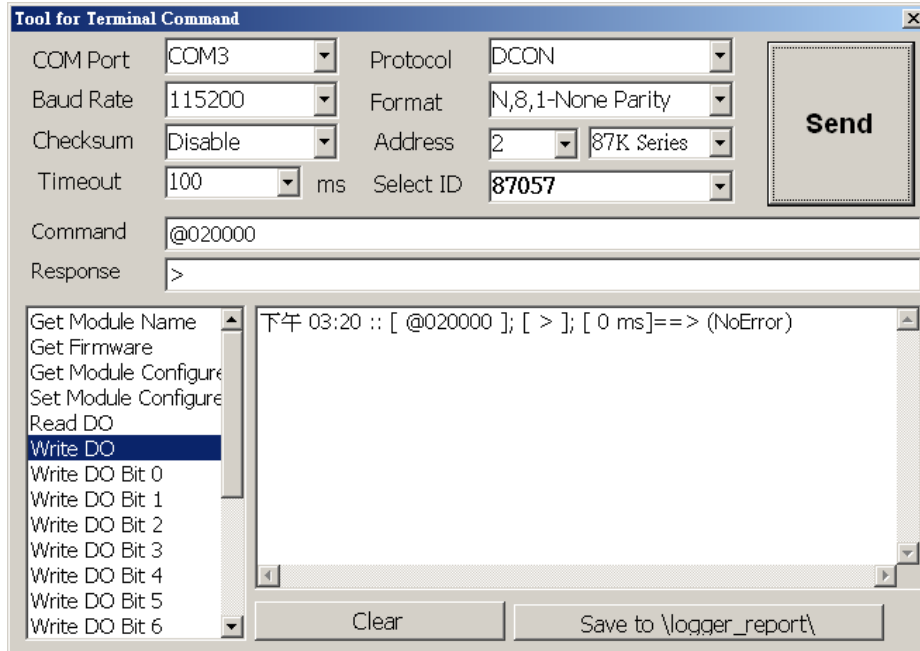 Tool for Terminal Command
COM Port COM3 Protocol DCON
Baud Rate 115200 Format N,8,1-None Parity
Checksum Disable Address 2 87K Series
Timeout 100 ms Select ID 87057
Send
Command @020000
Response >
Get Module Name
Get Firmware
Get Module Configure
Set Module Configure
Read DO
Write DO
Write DO Bit 0
Write DO Bit 1
Write DO Bit 2
Write DO Bit 3
Write DO Bit 4
Write DO Bit 5
Write DO Bit 6
下午 03:20 :: [ @020000 ]; [ > ]; [ 0 ms]==> (NoError)
Clear
Save to \logger_report\